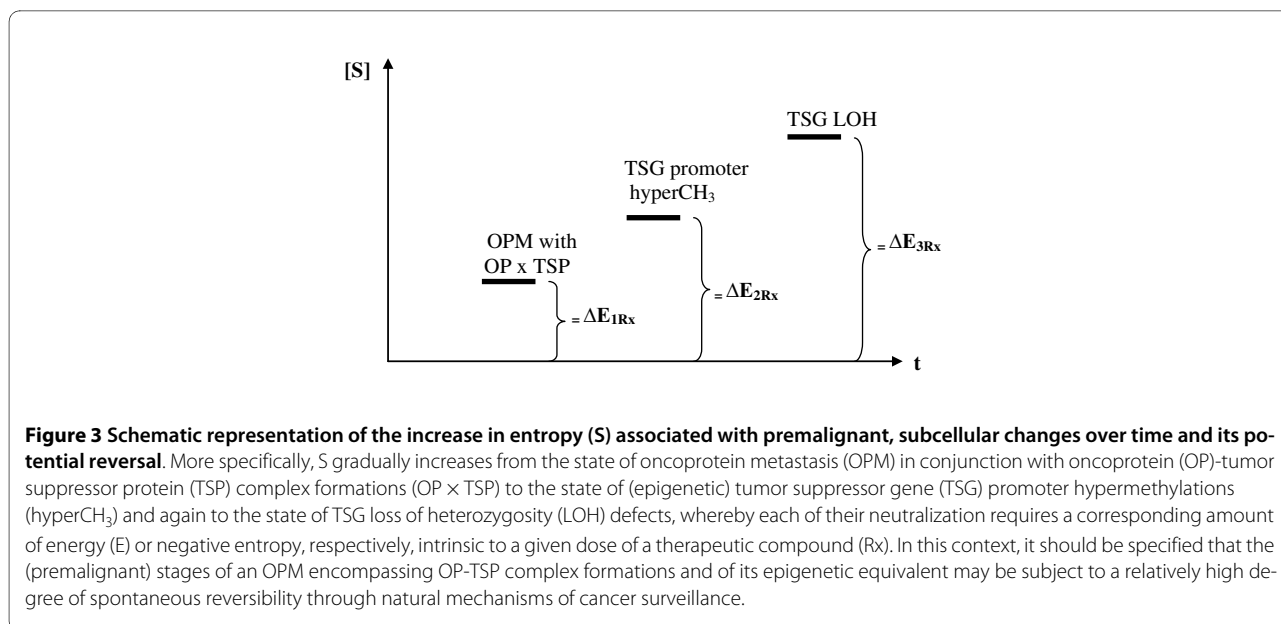 [S]
TSG LOH
TSG promoter
hyperCH₃
= ΔE₃Rx
OPM with
OP x TSP
= ΔE₂Rx
= ΔE₁Rx
t
Figure 3 Schematic representation of the increase in entropy (S) associated with premalignant, subcellular changes over time and its po-
tential reversal. More specifically, S gradually increases from the state of oncoprotein metastasis (OPM) in conjunction with oncoprotein (OP)-tumor
suppressor protein (TSP) complex formations (OP × TSP) to the state of (epigenetic) tumor suppressor gene (TSG) promoter hypermethylations
(hyperCH₃) and again to the state of TSG loss of heterozygosity (LOH) defects, whereby each of their neutralization requires a corresponding amount
of energy (E) or negative entropy, respectively, intrinsic to a given dose of a therapeutic compound (Rx). In this context, it should be specified that the
(premalignant) stages of an OPM encompassing OP-TSP complex formations and of its epigenetic equivalent may be subject to a relatively high de-
gree of spontaneous reversibility through natural mechanisms of cancer surveillance.